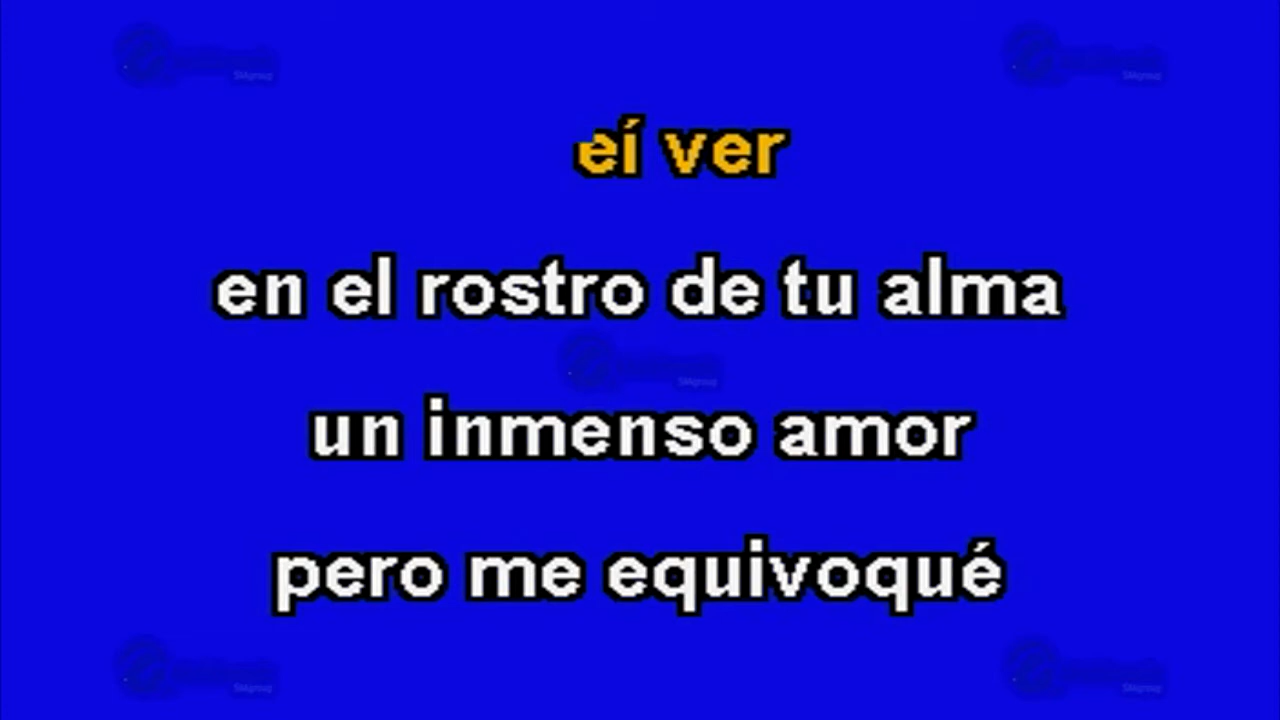 eí ver
en el rostro de tu alma
un inmenso amor
pero me equivoqué